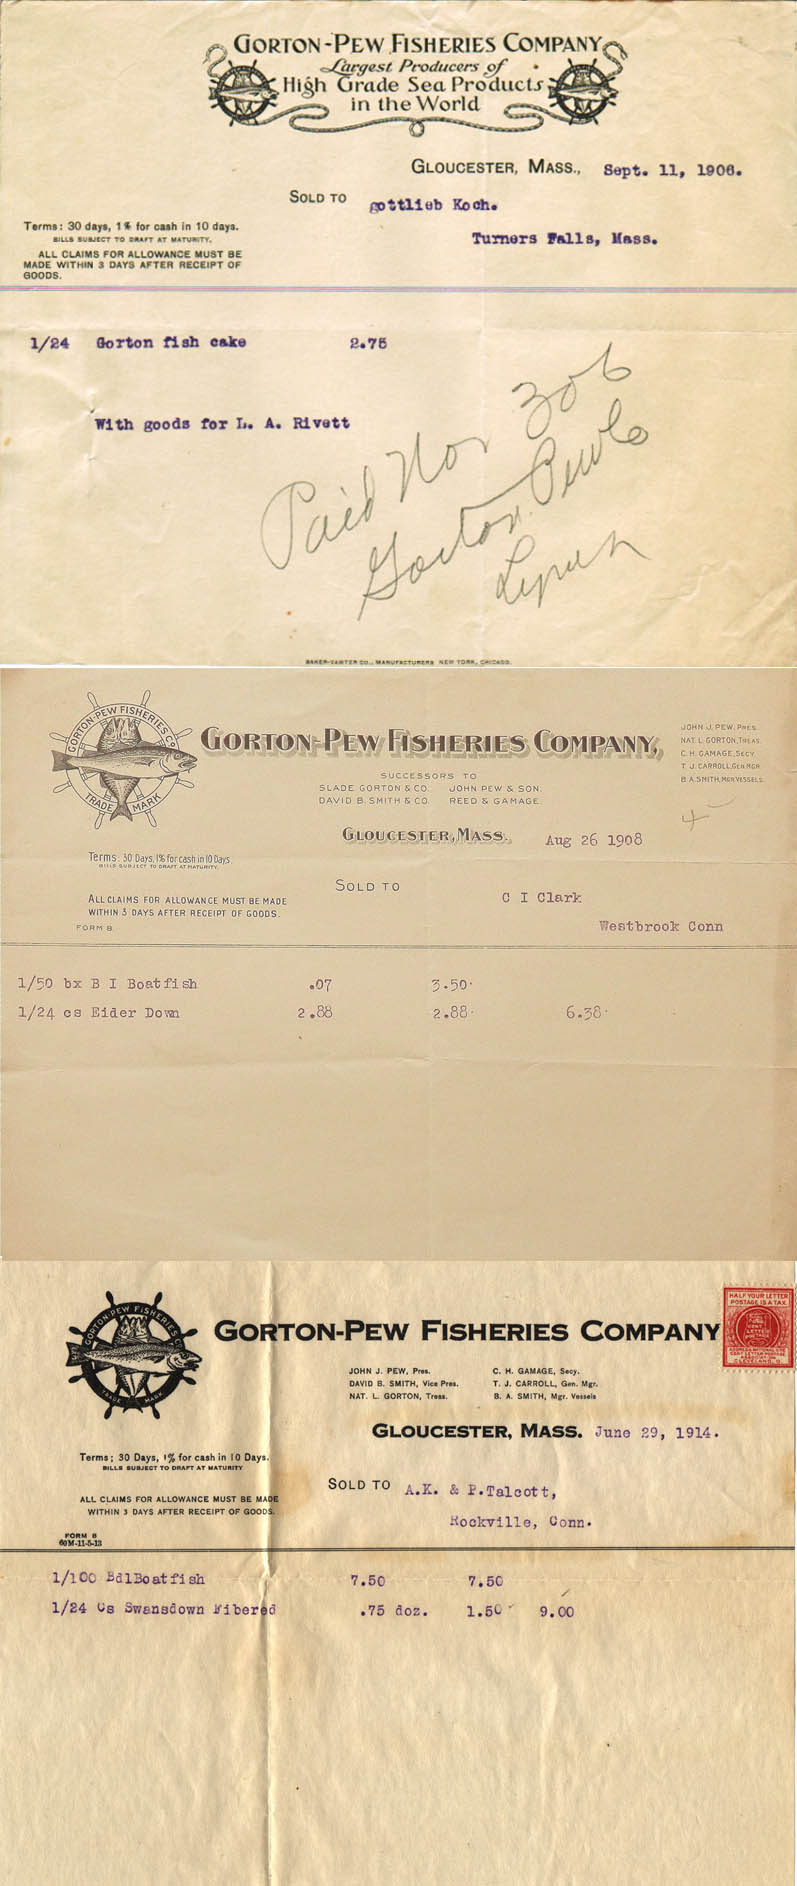 GORTON-PEW FISHERIES COMPANY
Largest Producers of
High Grade Sea Products
in the World
GLOUCESTER, MASS., Sept. 11, 1906.
SOLD TO gottlieb Koch.
Turners Falls, Mass.
Terms: 30 days, 1% for cash in 10 days.
BILLS SUBJECT TO DRAFT AT MATURITY.
ALL CLAIMS FOR ALLOWANCE MUST BE
MADE WITHIN 3 DAYS AFTER RECEIPT OF
GOODS.
1/24 Gorton fish cake 2.75
With goods for L. A. Rivett
Paid Nov 306
Gorton Pew Co
Lynch
BAKER-VAWTER CO., MANUFACTURERS NEW YORK, CHICAGO.
GORTON-PEW FISHERIES CO.
TRADE MARK
GORTON-PEW FISHERIES COMPANY,
JOHN J. PEW, PRES.
NAT. L. GORTON, TREAS.
C. H. GAMAGE, SECY.
T. J. CARROLL, GEN MGR.
B. A. SMITH, MGR. VESSELS.
SUCCESSORS TO
SLADE GORTON & CO. JOHN PEW & SON.
DAVID B. SMITH & CO. REED & GAMAGE.
GLOUCESTER, MASS. Aug 26 1908
Terms. 30 Days, 1% for cash in 10 Days.
BILLS SUBJECT TO DRAFT AT MATURITY.
SOLD TO C I Clark
Westbrook Conn
ALL CLAIMS FOR ALLOWANCE MUST BE MADE
WITHIN 3 DAYS AFTER RECEIPT OF GOODS.
FORM 8
1/50 bx B I Boatfish .07 3.50
1/24 cs Eider Down 2.88 2.88 6.38
GORTON-PEW FISHERIES CO.
TRADE MARK
GORTON-PEW FISHERIES COMPANY
HALF YOUR LETTER
POSTAGE IS A TAX
CENT
LETTER
CLEVELAND, O.
JOHN J. PEW, Pres. C. H. GAMAGE, Secy.
DAVID B. SMITH, Vice Pres. T. J. CARROLL, Gen. Mgr.
NAT. L. GORTON, Treas. B. A. SMITH, Mgr. Vessels
GLOUCESTER, MASS. June 29, 1914.
Terms; 30 Days, 1% for cash in 10 Days.
BILLS SUBJECT TO DRAFT AT MATURITY
SOLD TO A.K. & P.Talcott,
Rockville, Conn.
ALL CLAIMS FOR ALLOWANCE MUST BE MADE
WITHIN 3 DAYS AFTER RECEIPT OF GOODS.
FORM 8
60M-11-5-13
1/100 BdlBoatfish 7.50 7.50
1/24 Cs Swansdown Fibered .75 doz. 1.50 9.00